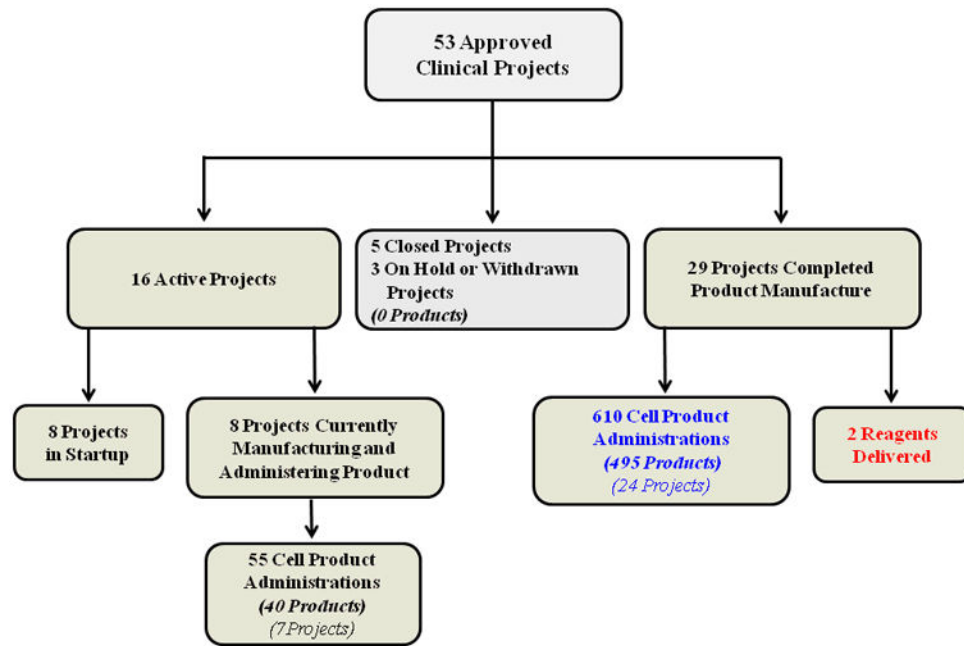 53 Approved
Clinical Projects
16 Active Projects
5 Closed Projects
3 On Hold or Withdrawn
Projects
(0 Products)
29 Projects Completed
Product Manufacture
8 Projects
in Startup
8 Projects Currently
Manufacturing and
Administering Product
610 Cell Product
Administrations
(495 Products)
(24 Projects)
2 Reagents
Delivered
55 Cell Product
Administrations
(40 Products)
(7 Projects)